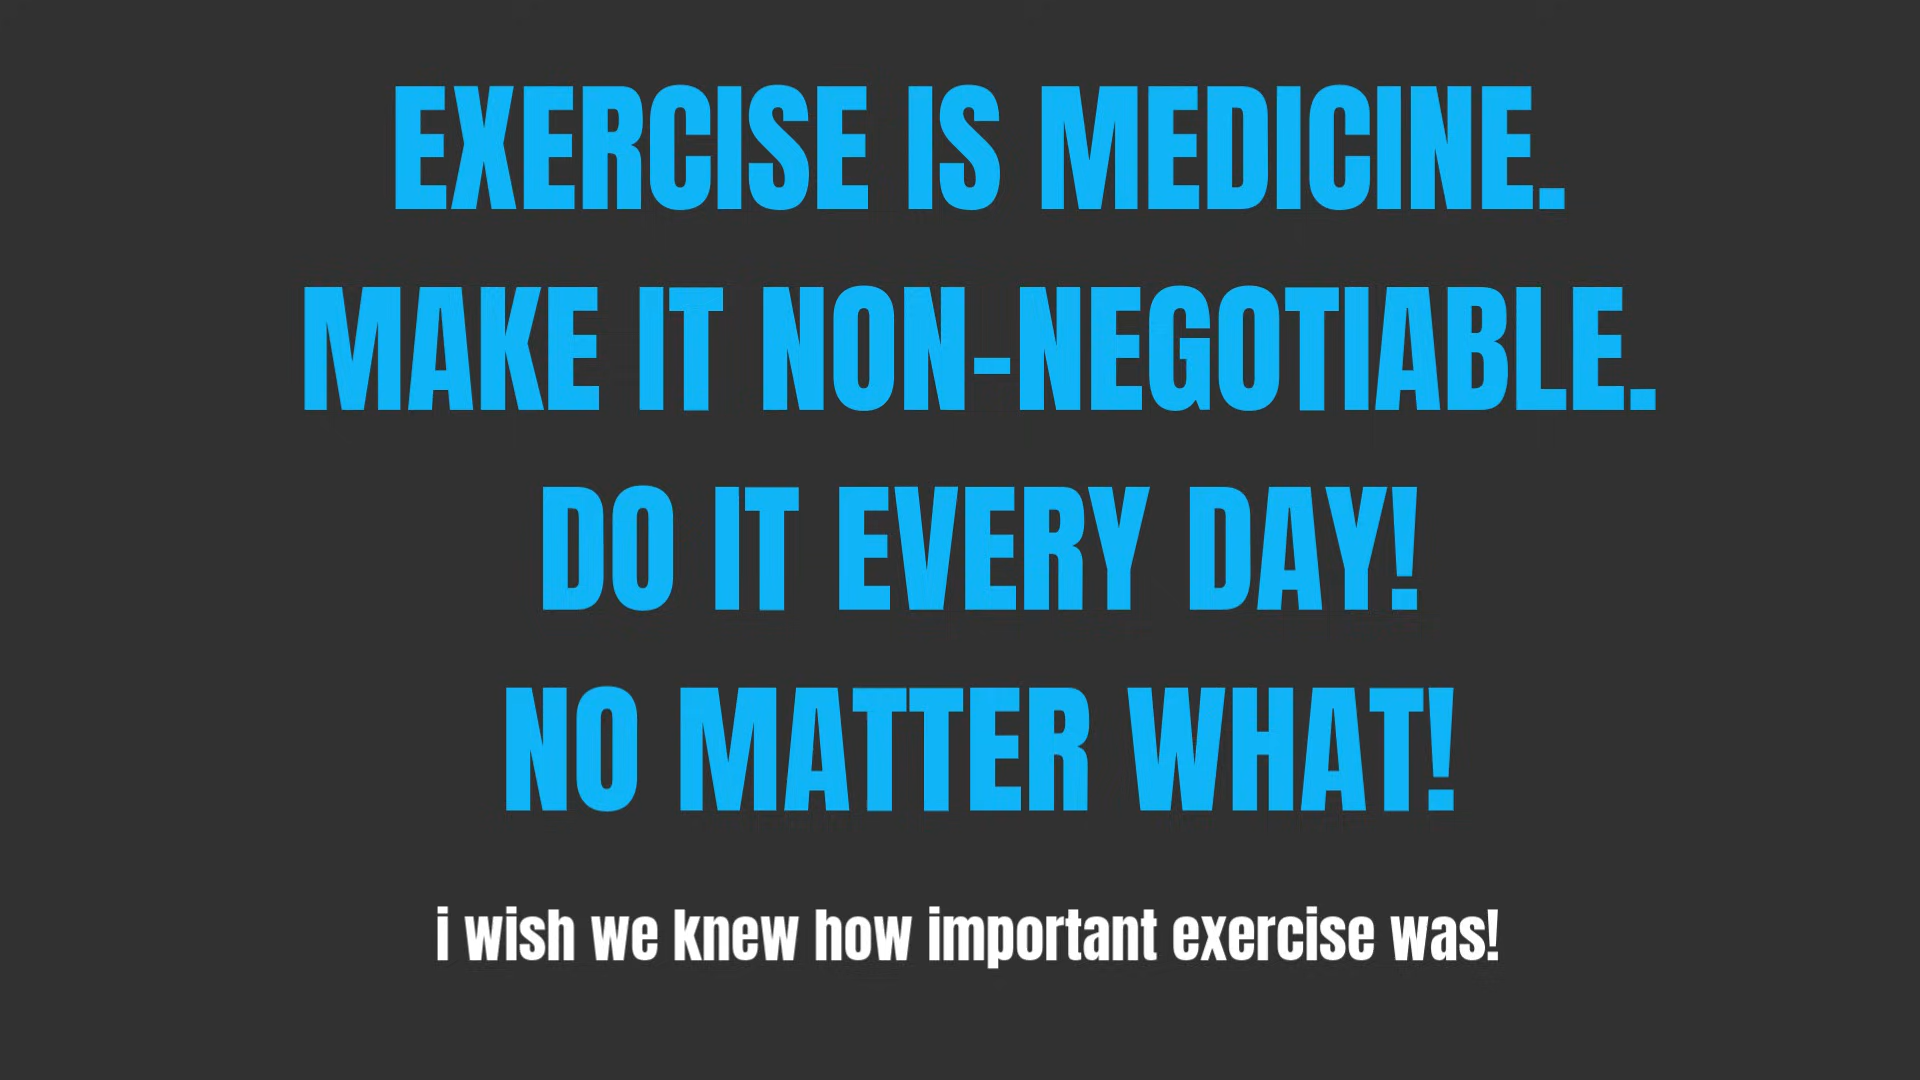 EXERCISE IS MEDICINE.
MAKE IT NON-NEGOTIABLE.
DO IT EVERY DAY!
NO MATTER WHAT!
i wish we knew how important exercise was!